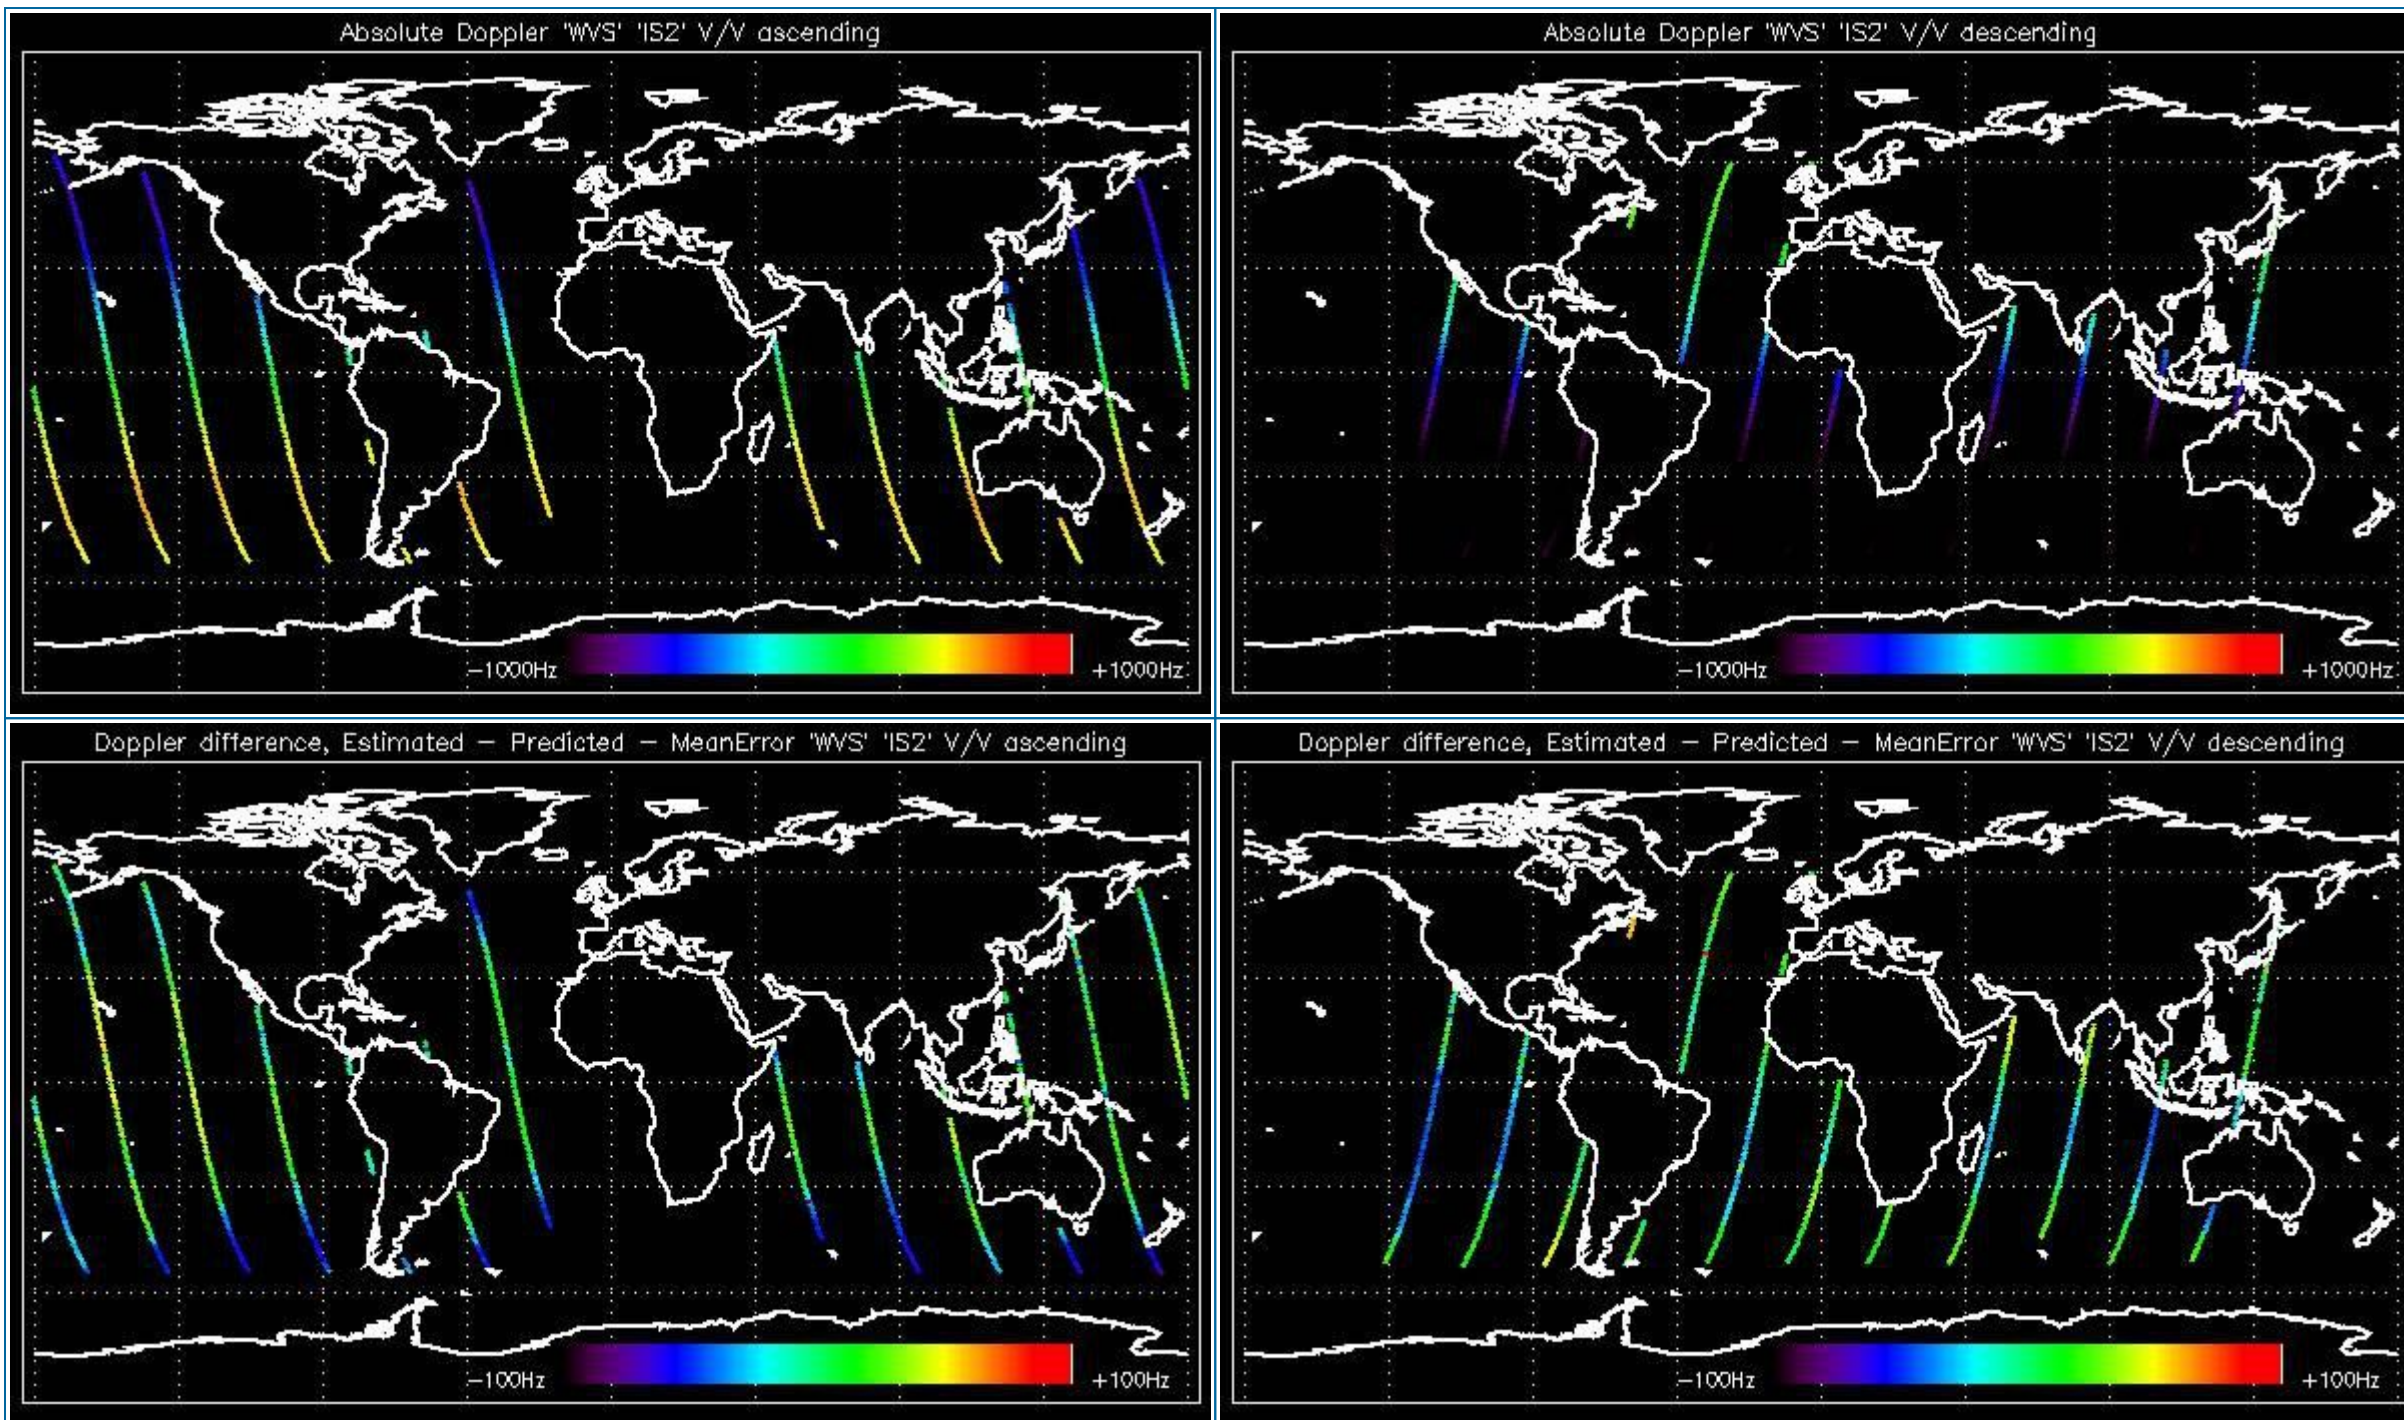 Absolute Doppler 'WVS' 'IS2' V/V ascending
-1000Hz
+1000Hz
Absolute Doppler 'WVS' 'IS2' V/V descending
-1000Hz
+1000Hz
Doppler difference, Estimated - Predicted - MeanError 'WVS' 'IS2' V/V ascending
-100Hz
+100Hz
Doppler difference, Estimated - Predicted - MeanError 'WVS' 'IS2' V/V descending
-100Hz
+100Hz